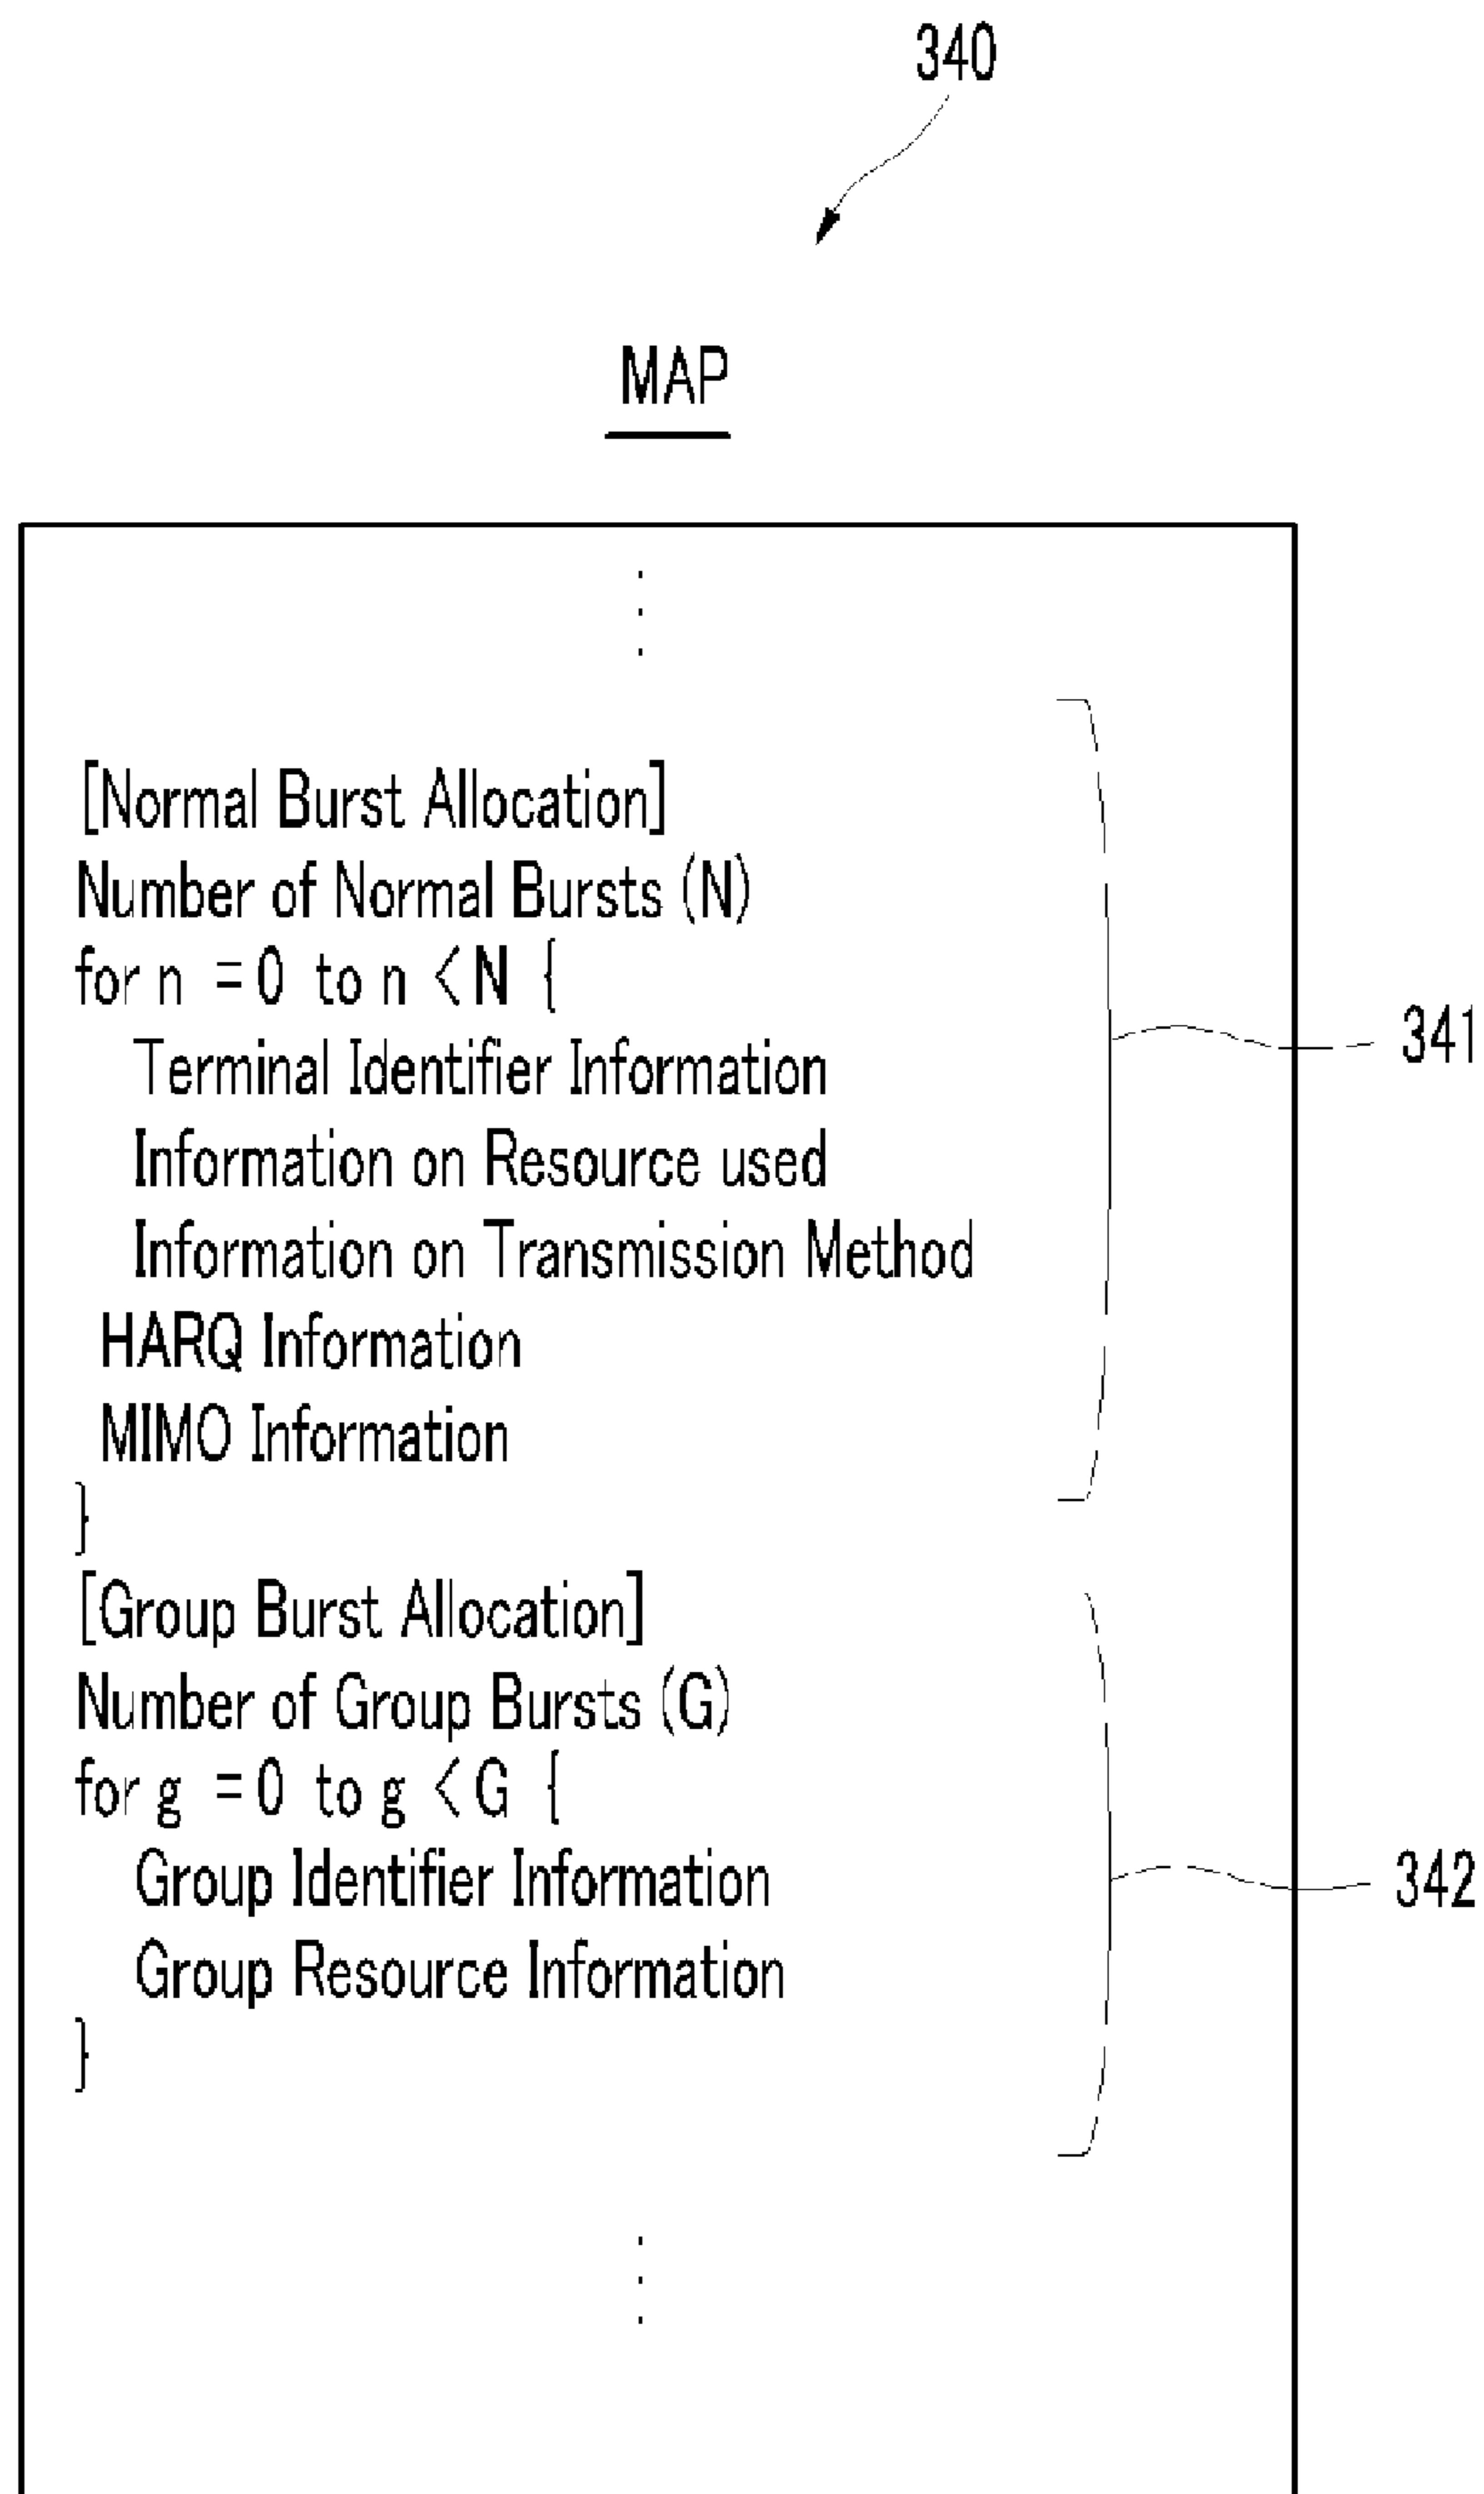 340
MAP
[Normal Burst Allocation]
Number of Normal Bursts (N)
for n =0 to n <N {
Terminal Identifier Information
Information on Resource used
Information on Transmission Method
HARQ Information
MIMO Information
}
341
[Group Burst Allocation]
Number of Group Bursts (G)
for g =0 to g <G {
Group Identifier Information
Group Resource Information
}
342